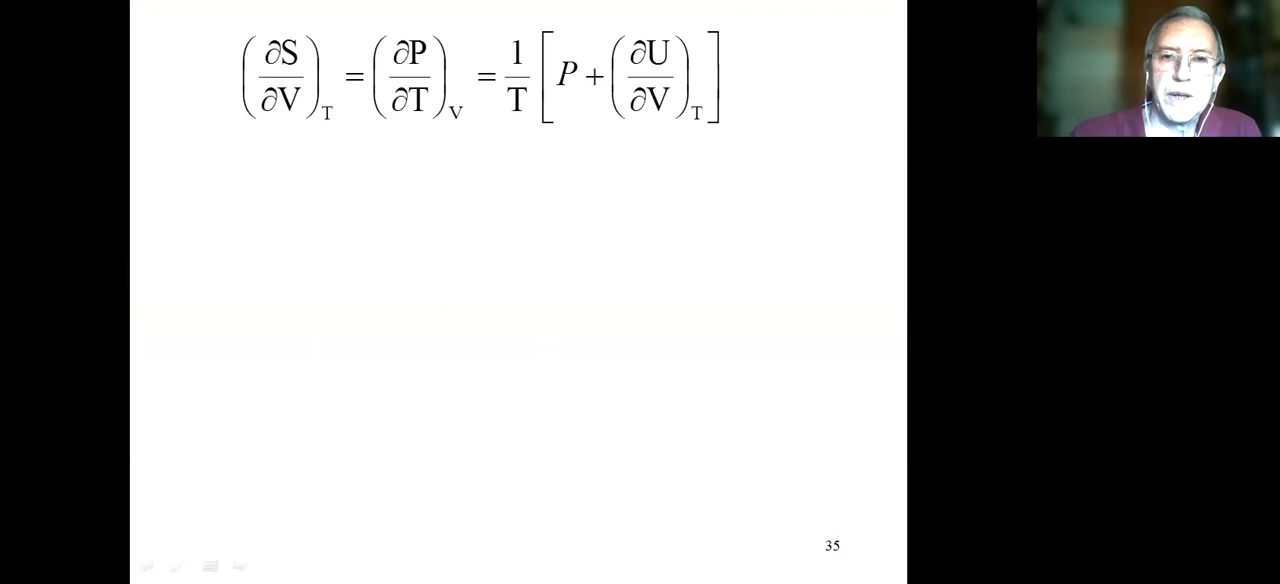 (∂S/∂V)_T = (∂P/∂T)_V = 1/T [P + (∂U/∂V)_T]
35